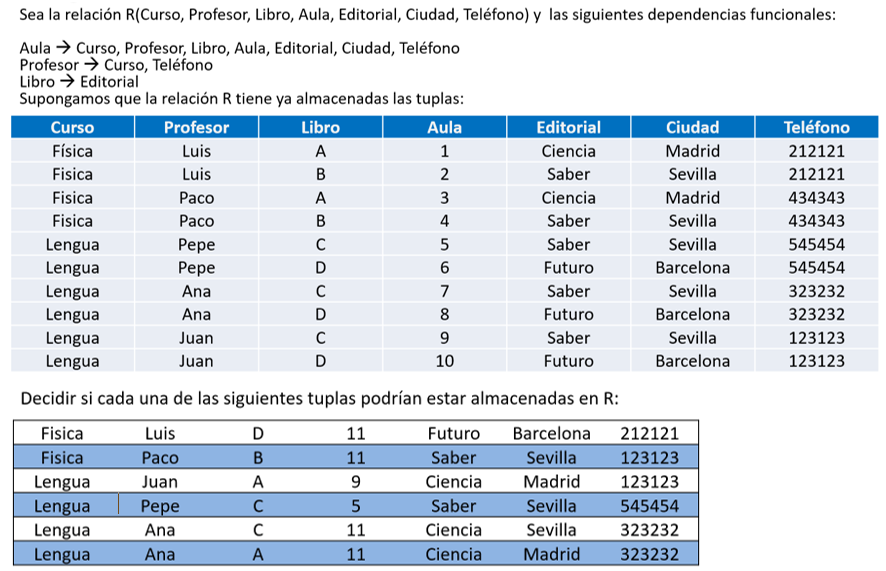 Sea la relación R(Curso, Profesor, Libro, Aula, Editorial, Ciudad, Teléfono) y  las siguientes dependencias funcionales:
Aula → Curso, Profesor, Libro, Aula, Editorial, Ciudad, Teléfono
Profesor → Curso, Teléfono
Libro → Editorial
Supongamos que la relación R tiene ya almacenadas las tuplas:
Curso Profesor Libro Aula Editorial Ciudad Teléfono
Física Luis A 1 Ciencia Madrid 212121
Fisica Luis B 2 Saber Sevilla 212121
Fisica Paco A 3 Ciencia Madrid 434343
Fisica Paco B 4 Saber Sevilla 434343
Lengua Pepe C 5 Saber Sevilla 545454
Lengua Pepe D 6 Futuro Barcelona 545454
Lengua Ana C 7 Saber Sevilla 323232
Lengua Ana D 8 Futuro Barcelona 323232
Lengua Juan C 9 Saber Sevilla 123123
Lengua Juan D 10 Futuro Barcelona 123123
Decidir si cada una de las siguientes tuplas podrían estar almacenadas en R:
Fisica Luis D 11 Futuro Barcelona 212121
Fisica Paco B 11 Saber Sevilla 123123
Lengua Juan A 9 Ciencia Madrid 123123
Lengua Pepe C 5 Saber Sevilla 545454
Lengua Ana C 11 Ciencia Sevilla 323232
Lengua Ana A 11 Ciencia Madrid 323232